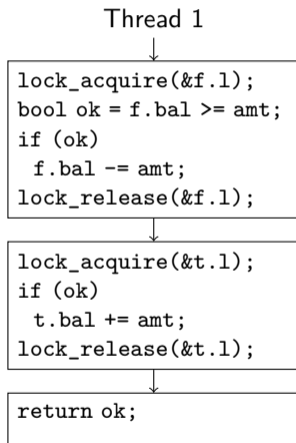 Thread 1
lock_acquire(&f.l);
bool ok = f.bal >= amt;
if (ok)
f.bal -= amt;
lock_release(&f.l);
lock_acquire(&t.l);
if (ok)
t.bal += amt;
lock_release(&t.l);
return ok;